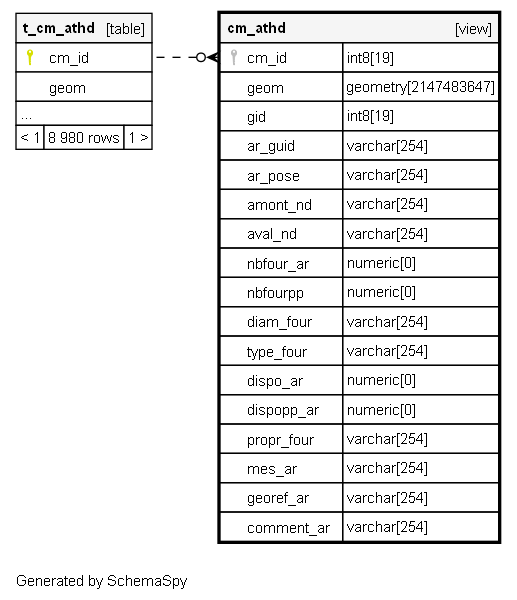 t_cm_athd [table]
cm_id
geom
...
< 1 8 980 rows 1 >
cm_athd [view]
cm_id int8[19]
geom geometry[2147483647]
gid int8[19]
ar_guid varchar[254]
ar_pose varchar[254]
amont_nd varchar[254]
aval_nd varchar[254]
nbfour_ar numeric[0]
nbfourpp numeric[0]
diam_four varchar[254]
type_four varchar[254]
dispo_ar numeric[0]
dispopp_ar numeric[0]
propr_four varchar[254]
mes_ar varchar[254]
georef_ar varchar[254]
comment_ar varchar[254]
Generated by SchemaSpy